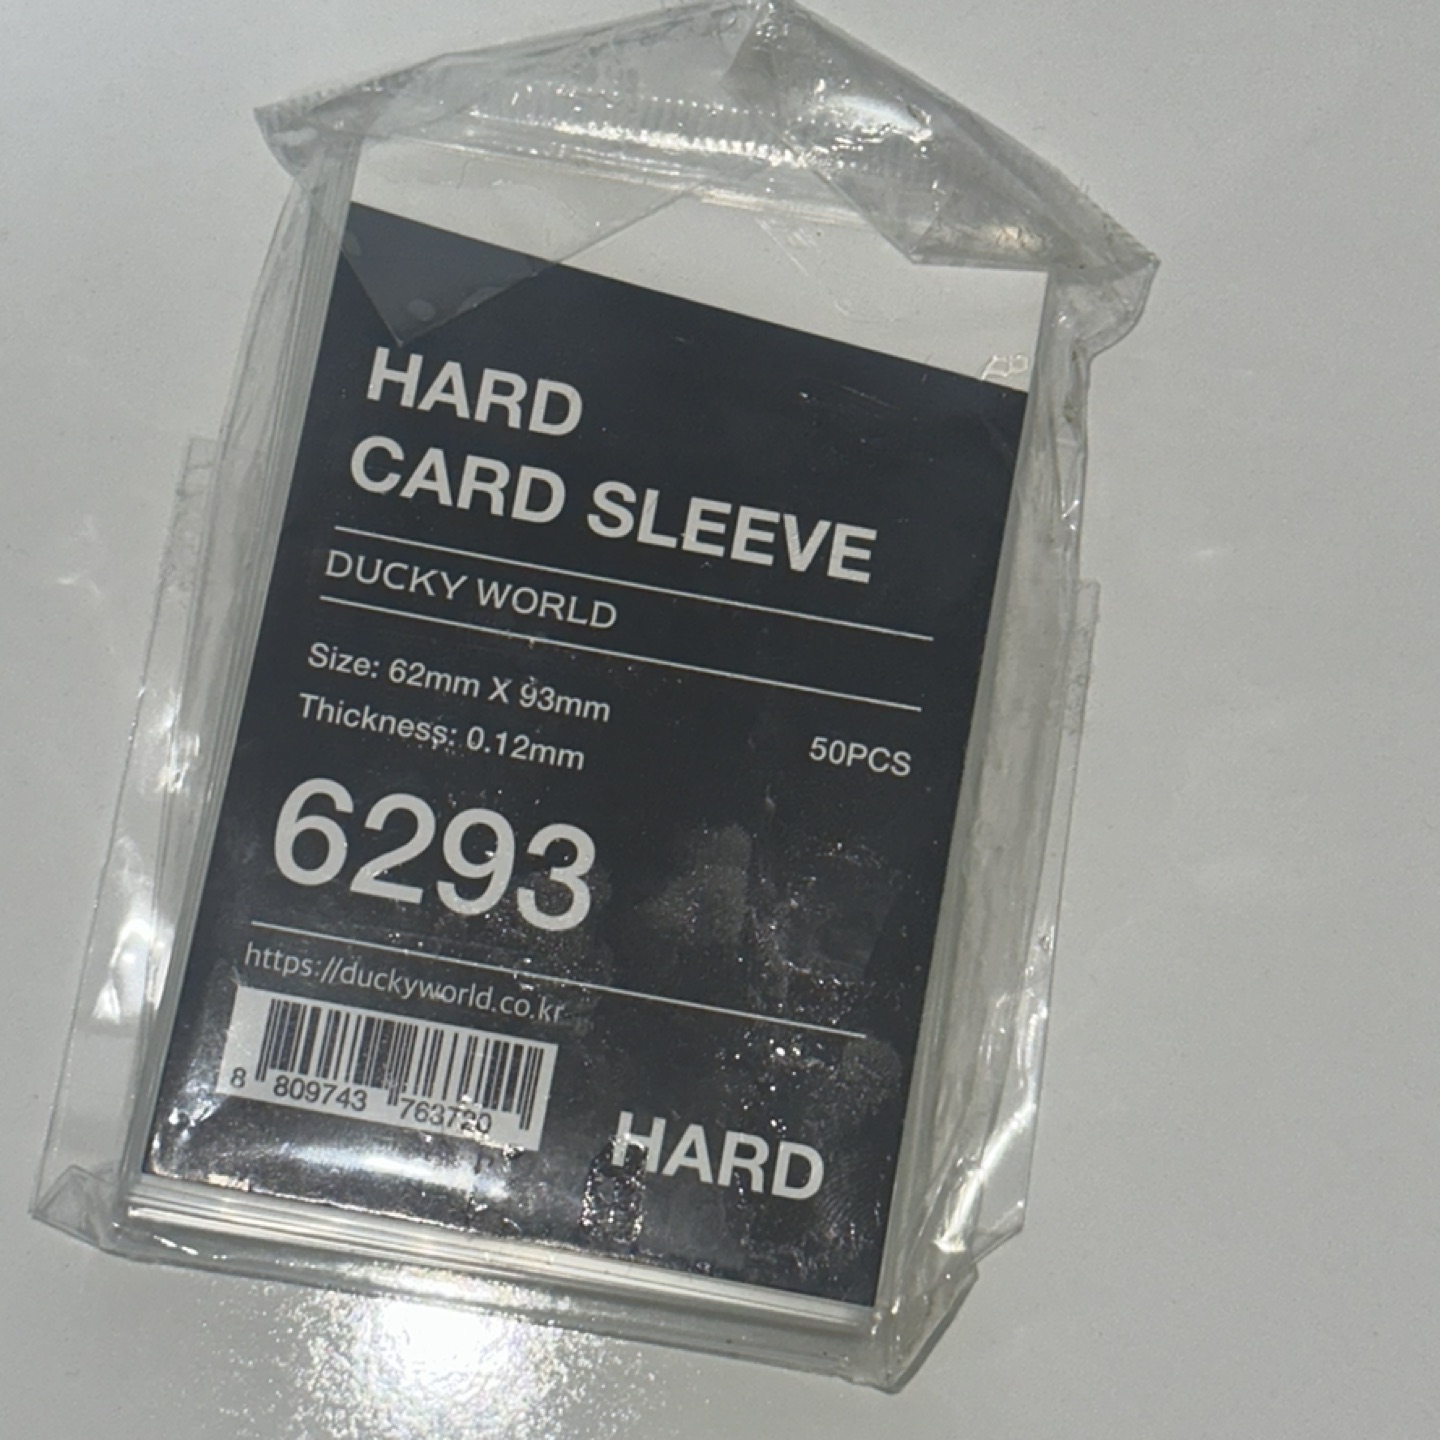 HARD
CARD SLEEVE
DUCKY WORLD
Size: 62mm X 93mm
Thickness: 0.12mm
50PCS
6293
https://duckyworld.co.kr
8 809743 763720
HARD